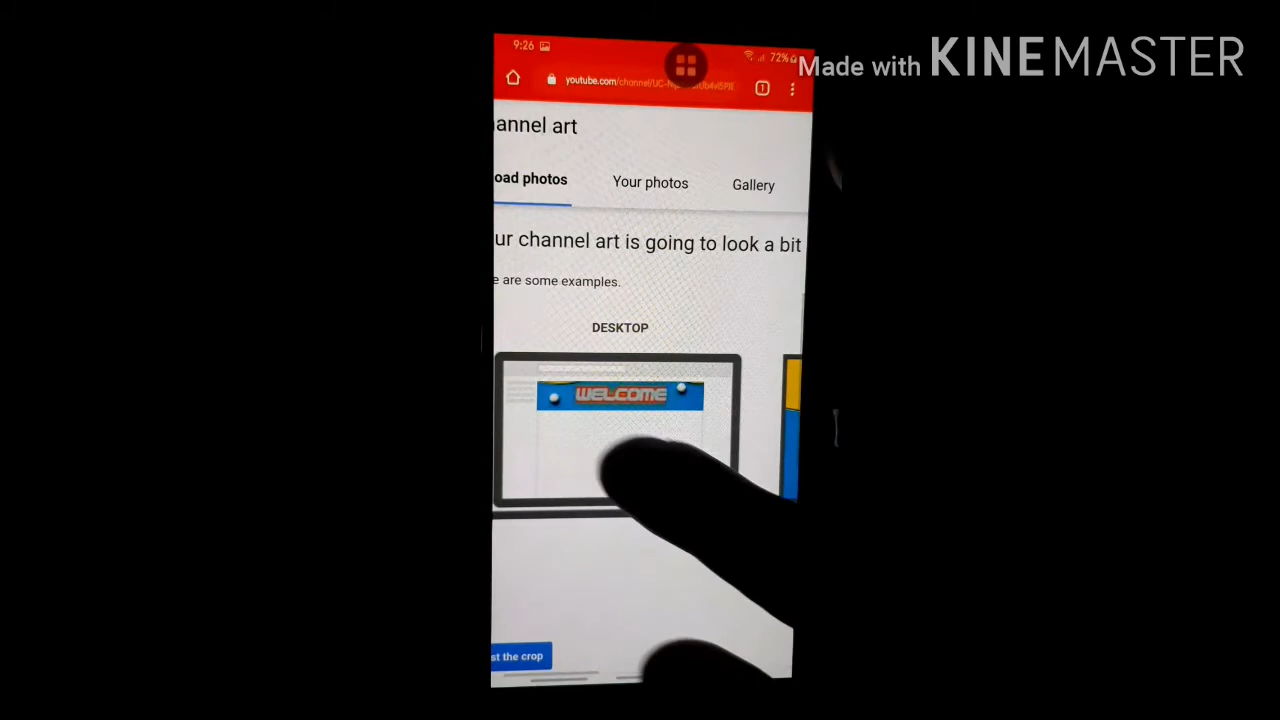 Made with KINEMASTER
9:26
72%
youtube.com/channel/UC-
1
annel art
oad photos
Your photos
Gallery
ur channel art is going to look a bit
e are some examples.
DESKTOP
WELCOME
st the crop